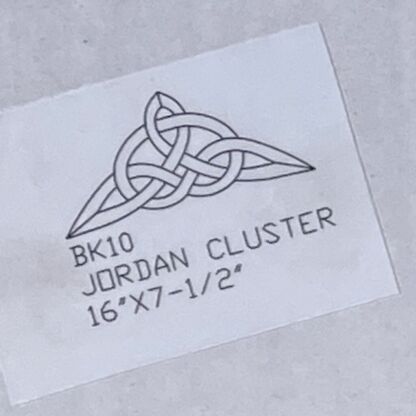 BK10
JORDAN CLUSTER
16"X7-1/2"